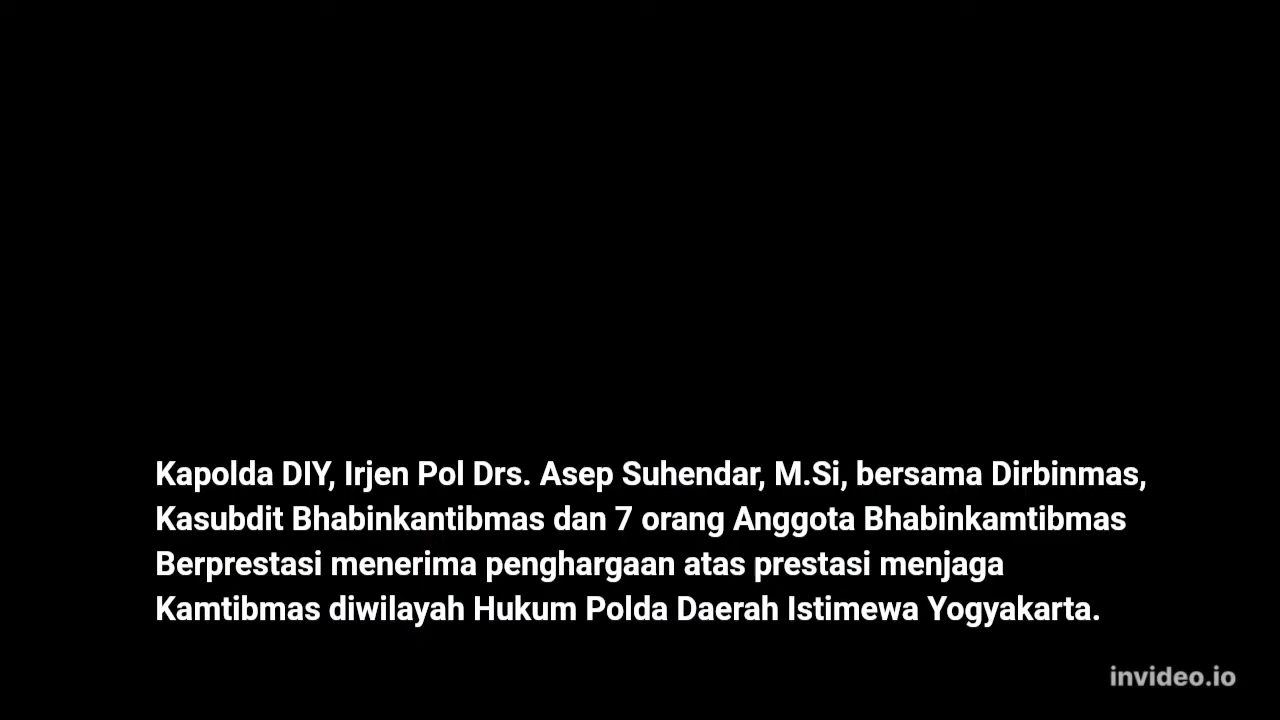 Kapolda DIY, Irjen Pol Drs. Asep Suhendar, M.Si, bersama Dirbinmas,
Kasubdit Bhabinkantibmas dan 7 orang Anggota Bhabinkamtibmas
Berprestasi menerima penghargaan atas prestasi menjaga
Kamtibmas diwilayah Hukum Polda Daerah Istimewa Yogyakarta.
invideo.io